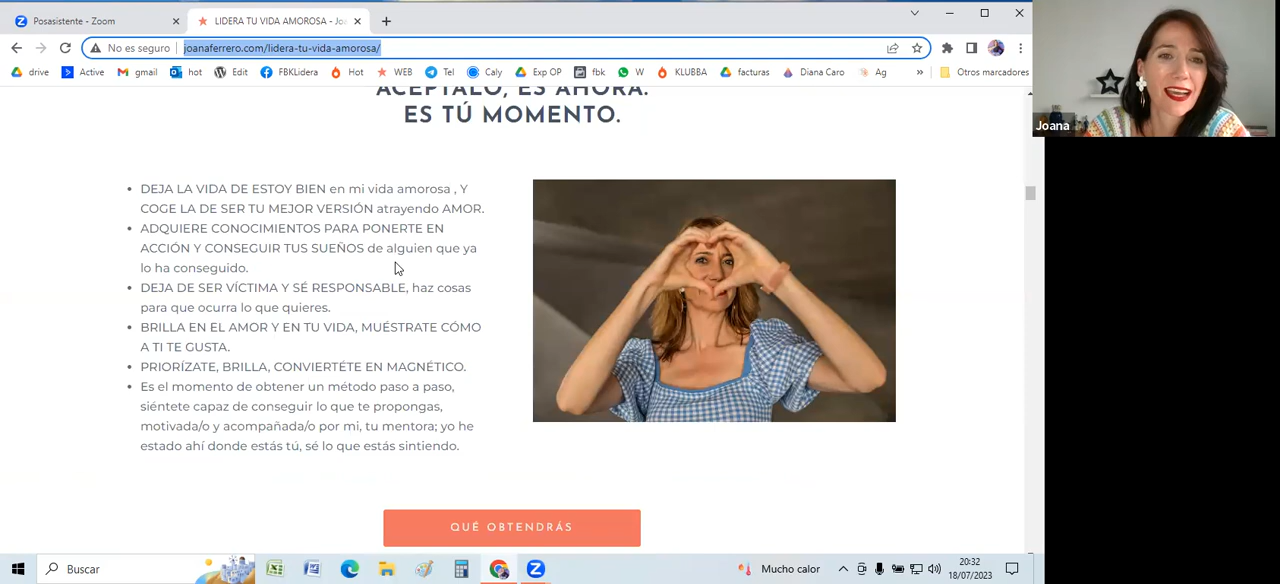 Posasistente - Zoom
LIDERA TU VIDA AMOROSA - Joa
No es seguro
joanaferrero.com/lidera-tu-vida-amorosa/
drive
Active
gmail
hot
Edit
FBKLidera
Hot
WEB
Tel
Caly
Exp OP
fbk
W
KLUBBA
facturas
Diana Caro
Ag
»
Otros marcadores
Joana
ACÉPTALO, ES AHORA.
ES TÚ MOMENTO.
• DEJA LA VIDA DE ESTOY BIEN en mi vida amorosa , Y
COGE LA DE SER TU MEJOR VERSIÓN atrayendo AMOR.
• ADQUIERE CONOCIMIENTOS PARA PONERTE EN
ACCIÓN Y CONSEGUIR TUS SUEÑOS de alguien que ya
lo ha conseguido.
• DEJA DE SER VÍCTIMA Y SÉ RESPONSABLE, haz cosas
para que ocurra lo que quieres.
• BRILLA EN EL AMOR Y EN TU VIDA, MUÉSTRATE CÓMO
A TI TE GUSTA.
• PRIORÍZATE, BRILLA, CONVIERTÉTE EN MAGNÉTICO.
• Es el momento de obtener un método paso a paso,
siéntete capaz de conseguir lo que te propongas,
motivada/o y acompañada/o por mi, tu mentora; yo he
estado ahí donde estás tú, sé lo que estás sintiendo.
QUÉ OBTENDRÁS
Buscar
Mucho calor
20:32
18/07/2023